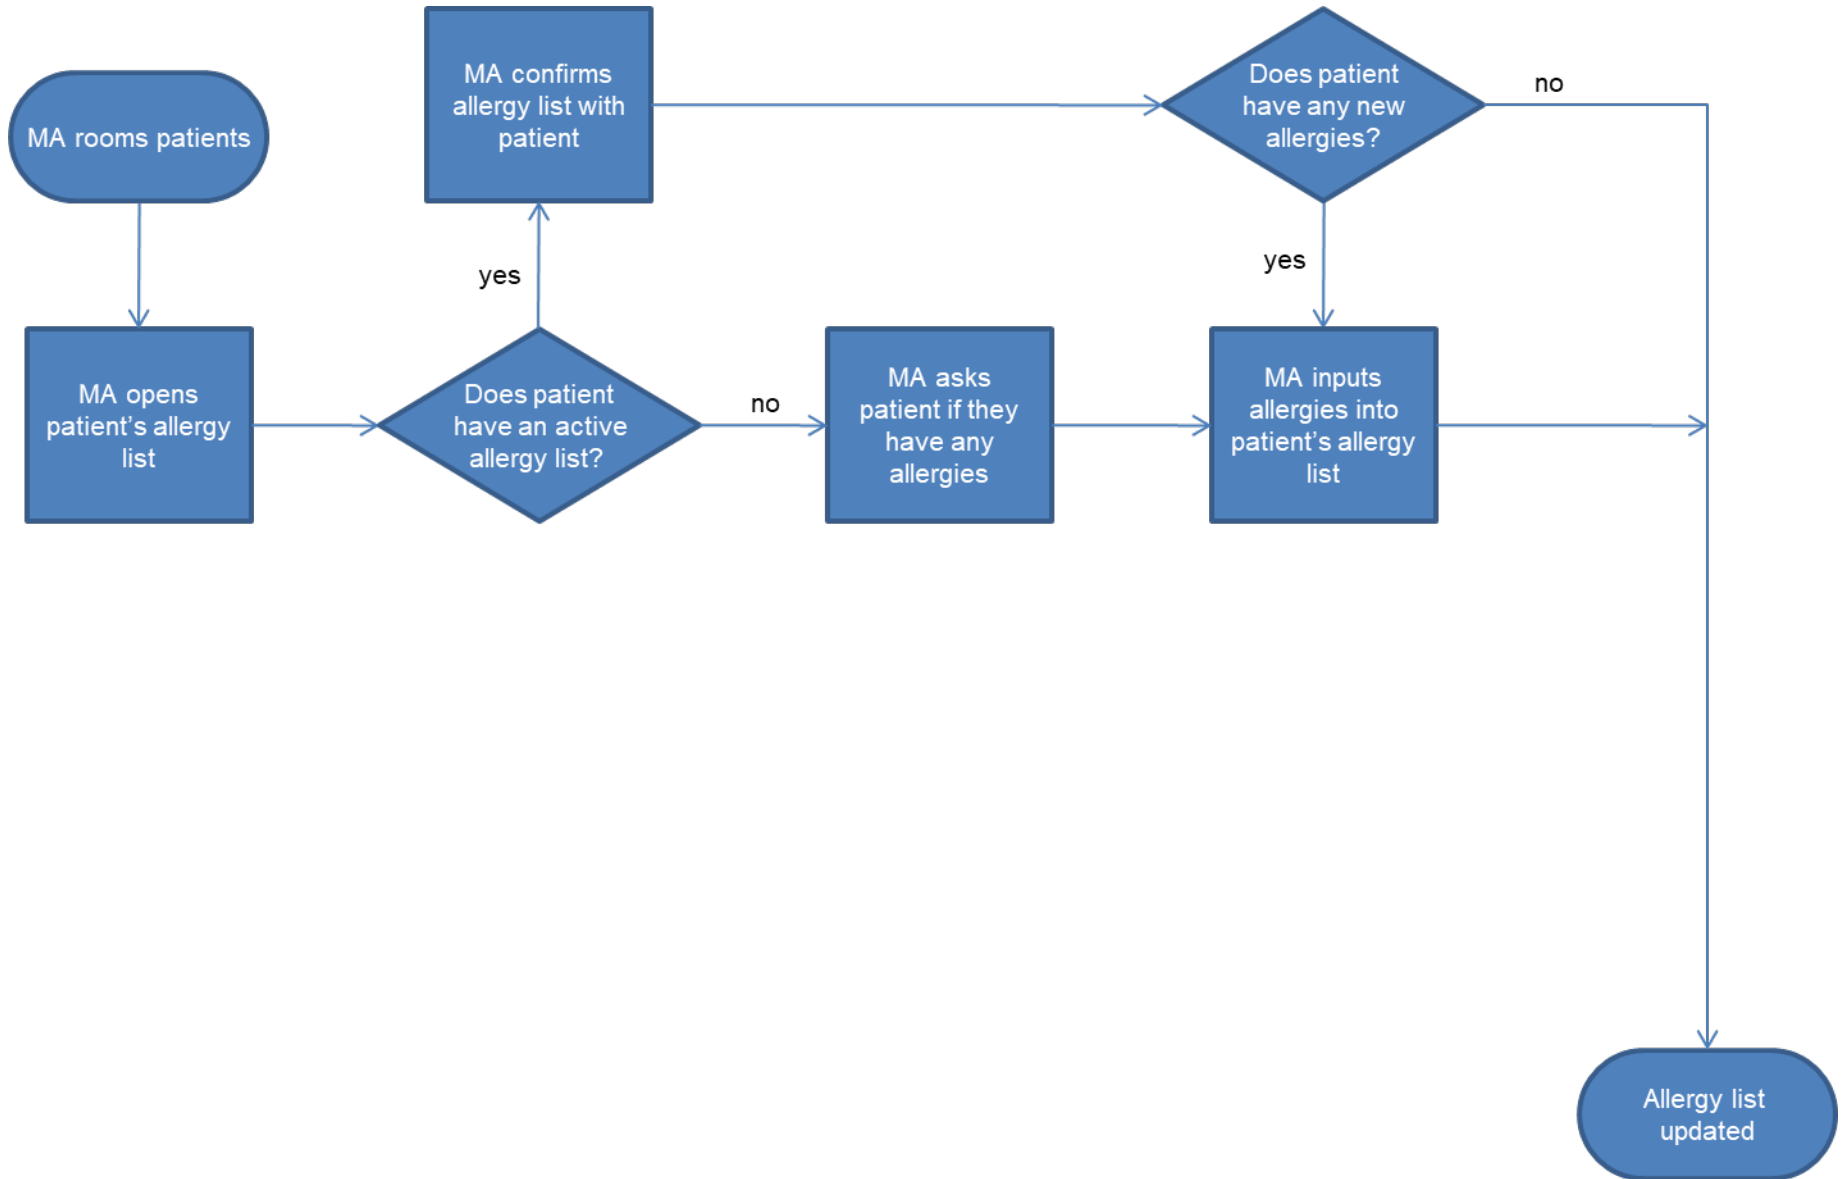 MA rooms patients
MA opens
patient’s allergy
list
Does patient
have an active
allergy list?
yes
MA confirms
allergy list with
patient
no
MA asks
patient if they
have any
allergies
Does patient
have any new
allergies?
yes
MA inputs
allergies into
patient’s allergy
list
no
Allergy list
updated